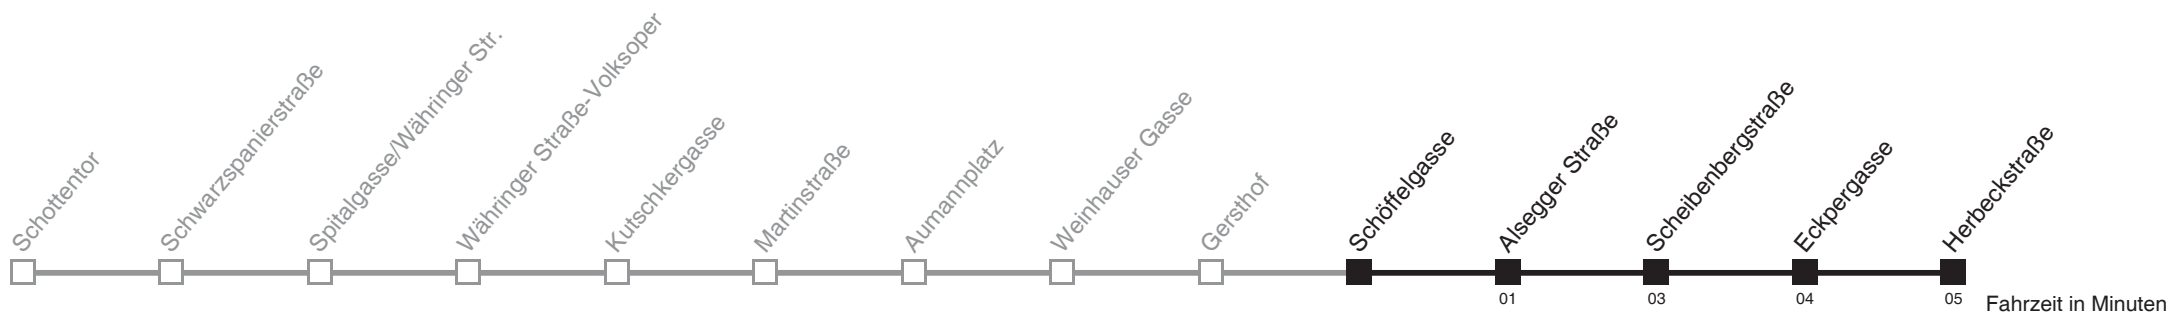 Schottentor
Schwarzspanierstraße
Spitalgasse/Währinger Str.
Währinger Straße-Volksoper
Kutschkergasse
Martinstraße
Aumannplatz
Weinhauser Gasse
Gersthof
Schöffelgasse
Alsegger Straße
Scheibenbergstraße
Eckpergasse
Herbeckstraße
01
03
04
05
Fahrzeit in Minuten